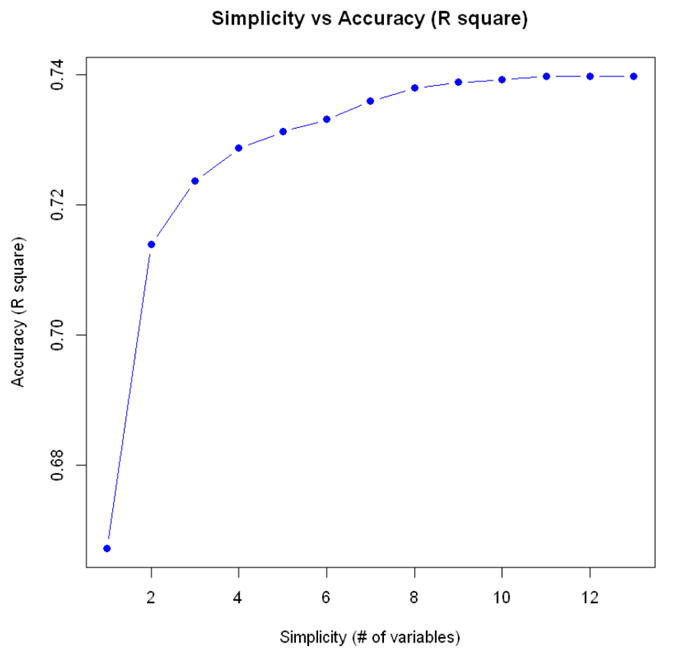 Simplicity vs Accuracy (R square)
0.74
0.72
0.70
0.68
Accuracy (R square)
2 4 6 8 10 12
Simplicity (# of variables)